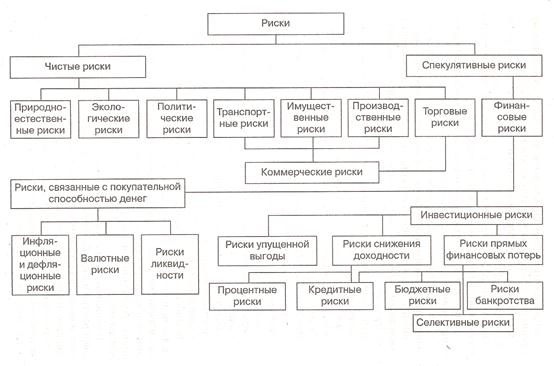 Риски
Чистые риски
Спекулятивные риски
Природно-
естествен-
ные риски
Эколо-
гические
риски
Полити-
ческие
риски
Транспорт-
ные риски
Имущест-
венные
риски
Производ-
ственные
риски
Торговые
риски
Финан-
совые
риски
Коммерческие риски
Риски, связанные с покупательной
способностью денег
Инвестиционные риски
Инфля-
ционные
и дефля-
ционные
риски
Валютные
риски
Риски
ликвид-
ности
Риски упущенной
выгоды
Риски снижения
доходности
Риски прямых
финансовых потерь
Процентные
риски
Кредитные
риски
Бюджетные
риски
Риски
банкротства
Селективные риски